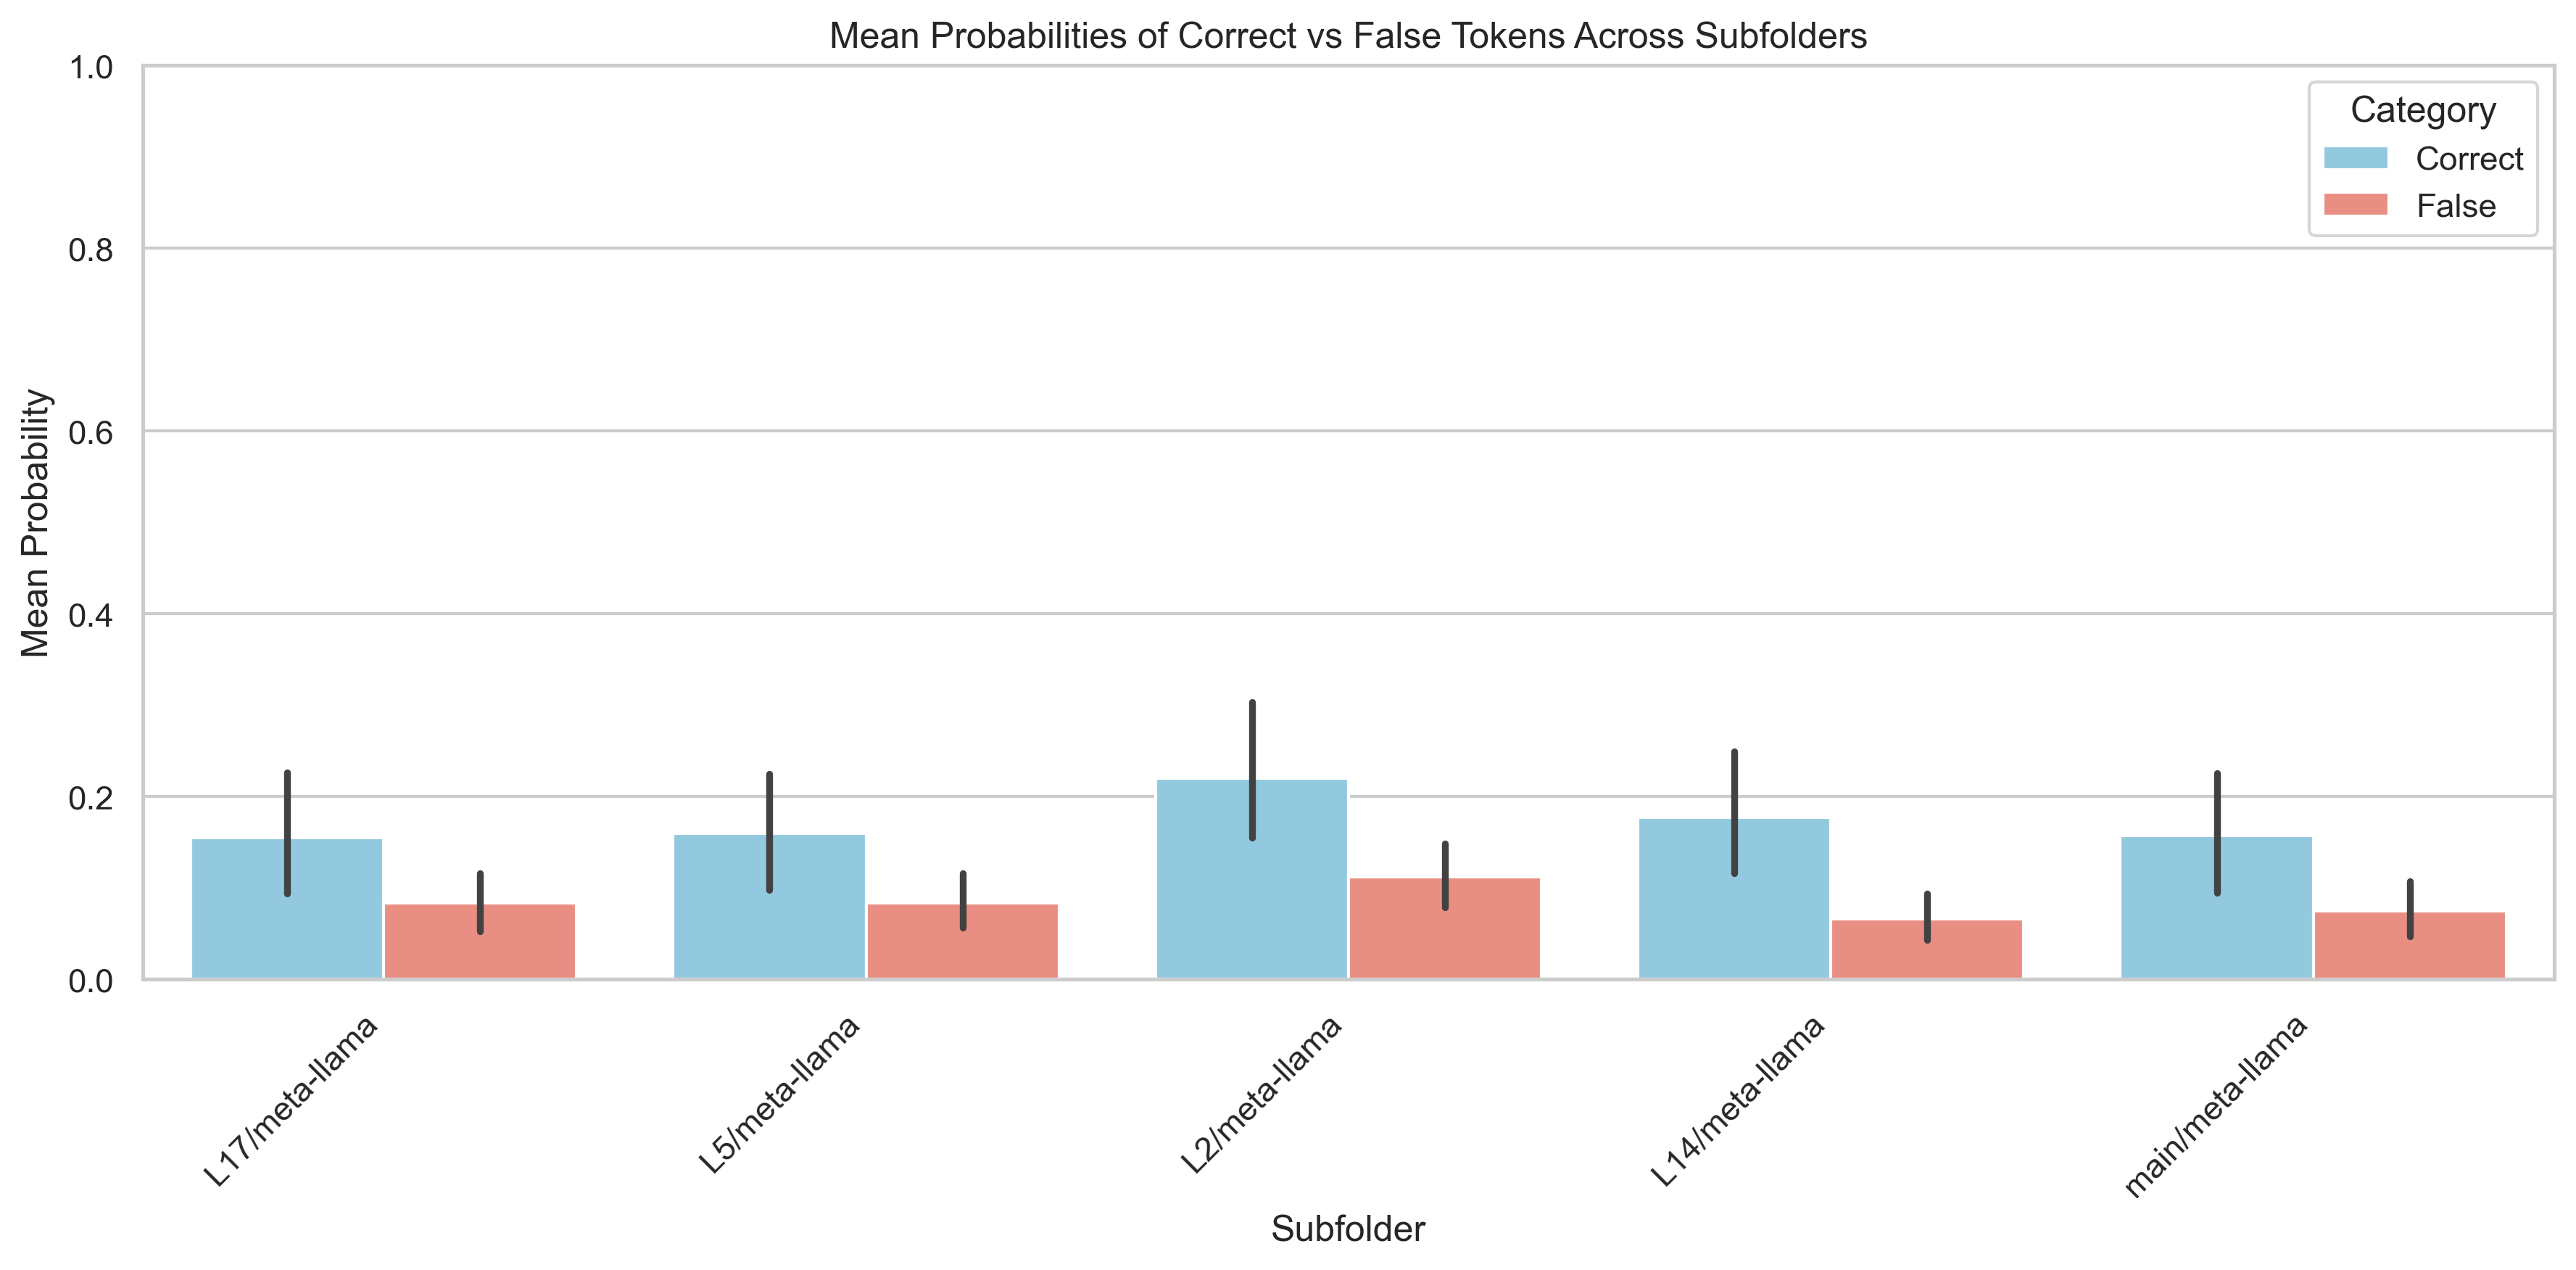 Mean Probabilities of Correct vs False Tokens Across Subfolders
1.0
0.8
0.6
0.4
0.2
0.0
Mean Probability
Category
Correct
False
L17/meta-llama
L5/meta-llama
L2/meta-llama
L14/meta-llama
main/meta-llama
Subfolder